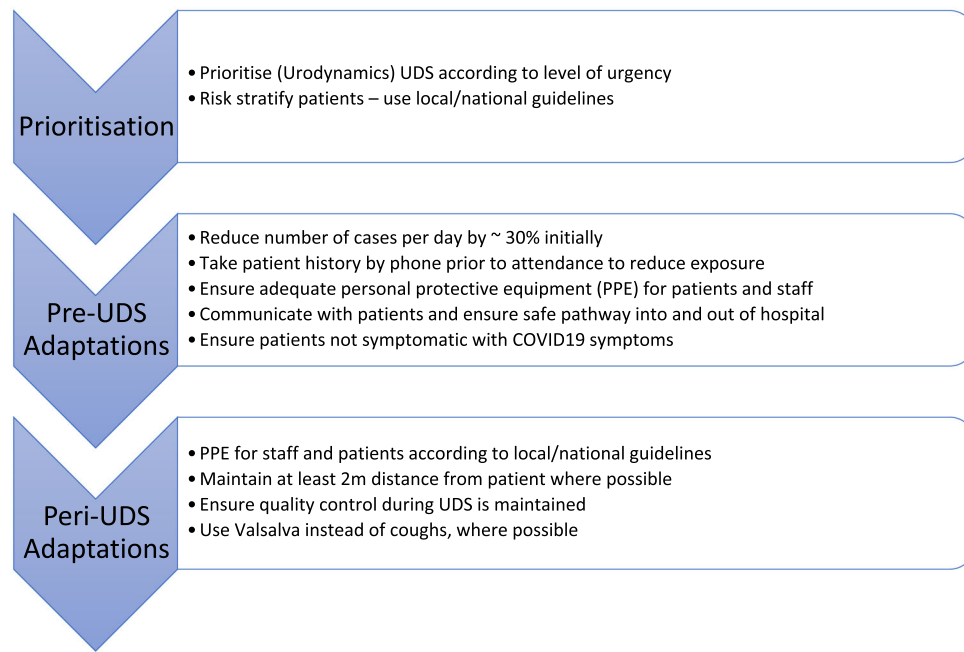 Prioritisation
• Prioritise (Urodynamics) UDS according to level of urgency
• Risk stratify patients – use local/national guidelines
Pre-UDS
Adaptations
• Reduce number of cases per day by ~ 30% initially
• Take patient history by phone prior to attendance to reduce exposure
• Ensure adequate personal protective equipment (PPE) for patients and staff
• Communicate with patients and ensure safe pathway into and out of hospital
• Ensure patients not symptomatic with COVID19 symptoms
Peri-UDS
Adaptations
• PPE for staff and patients according to local/national guidelines
• Maintain at least 2m distance from patient where possible
• Ensure quality control during UDS is maintained
• Use Valsalva instead of coughs, where possible